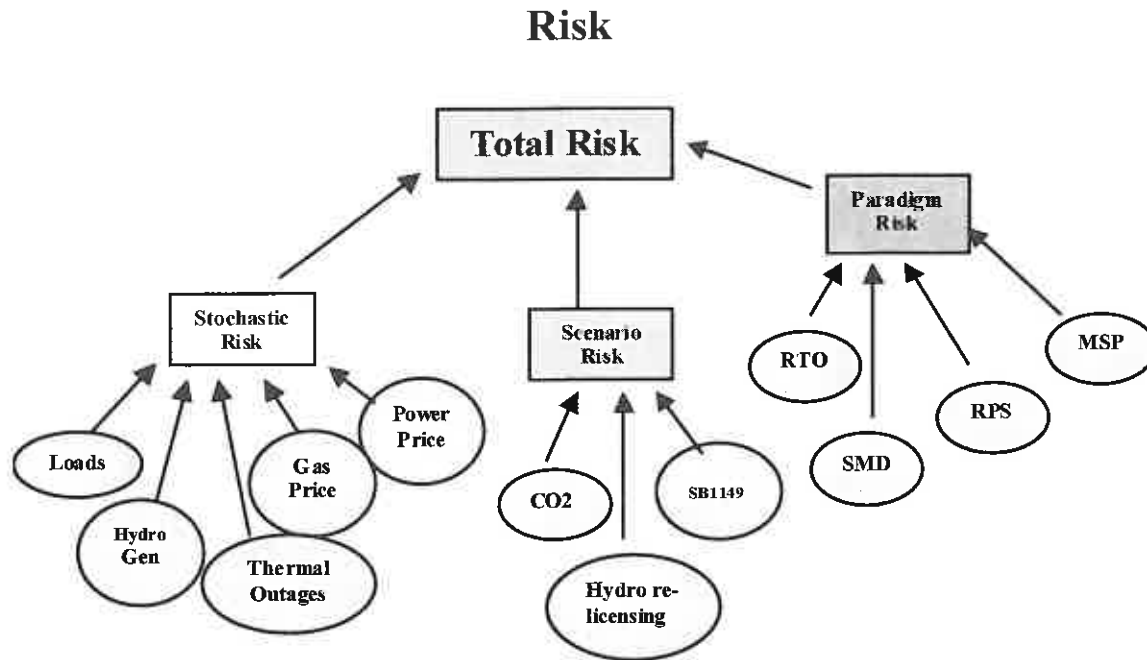 Risk
Total Risk
Paradigm
Risk
Stochastic
Risk
Scenario
Risk
RTO
MSP
Power
Price
RPS
Loads
Gas
Price
SMD
CO2
SB1149
Hydro
Gen
Thermal
Outages
Hydro re-
licensing